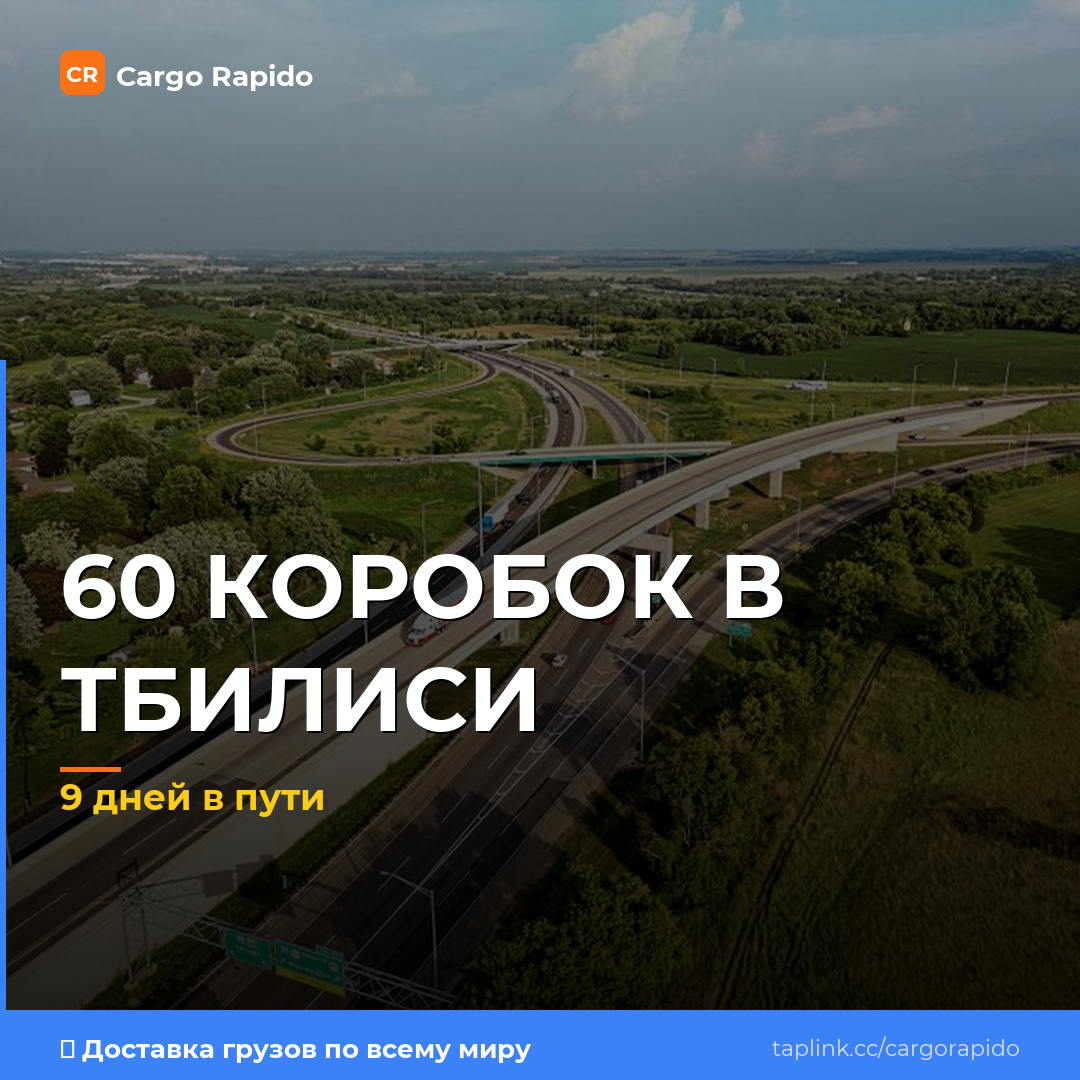 CR Cargo Rapido
60 КОРОБОК В
ТБИЛИСИ
9 дней в пути
Доставка грузов по всему миру
taplink.cc/cargorapido